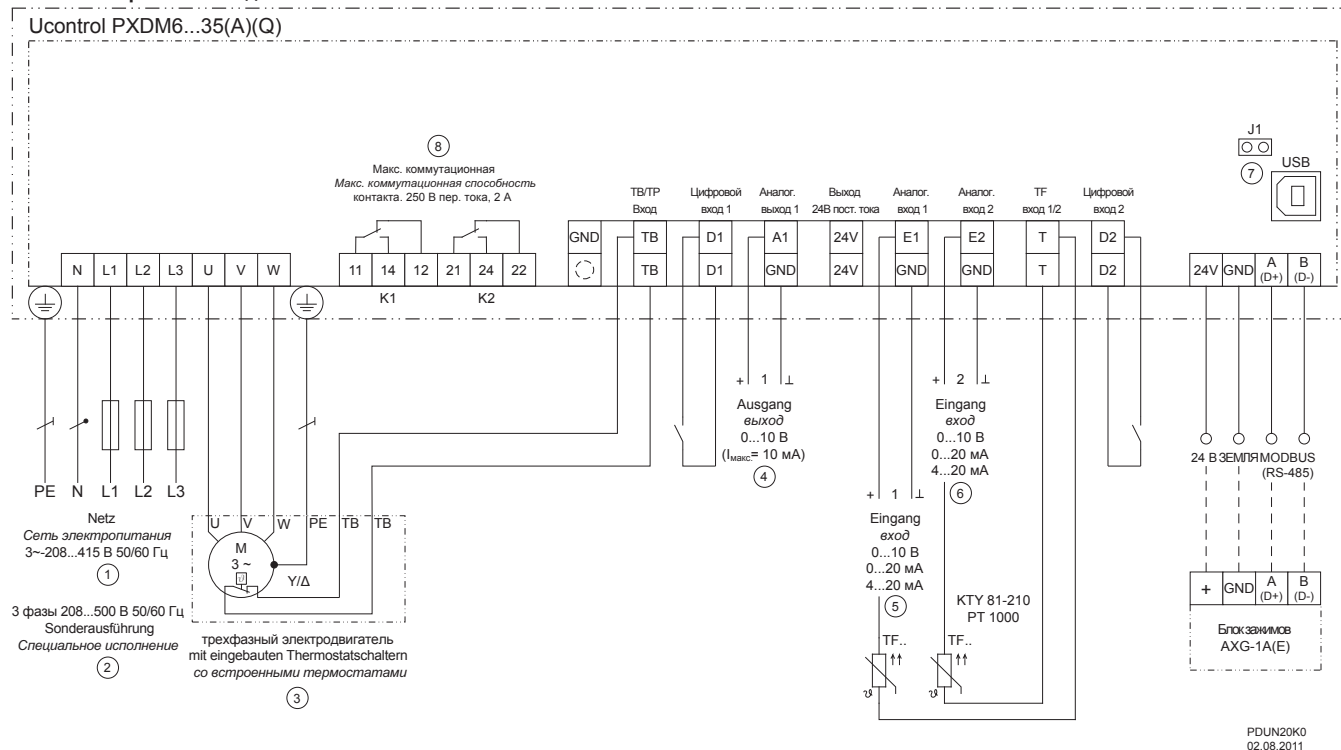 Ucontrol PXDM6...35(A)(Q)
8
Макс. коммутационная
Макс. коммутационная способность
контакта. 250 В пер. тока, 2 А
J1
7
USB
TB/TP
Вход
Цифровой
вход 1
Аналог.
выход 1
Выход
24В пост. тока
Аналог.
вход 1
Аналог.
вход 2
TF
вход 1/2
Цифровой
вход 2
GND TB D1 A1 24V E1 E2 T D2
TB D1 GND 24V GND GND T D2
N L1 L2 L3 U V W
11 14 12 21 24 22
K1 K2
24V GND A (D+) B (D-)
+ 1 ⊥
Ausgang
выход
0...10 В
(Iмакс.= 10 мА)
4
+ 2 ⊥
Eingang
вход
0...10 В
0...20 мА
4...20 мА
6
+ 1 ⊥
Eingang
вход
0...10 В
0...20 мА
4...20 мА
5
KTY 81-210
PT 1000
TF..
TF..
ϑ
ϑ
24 В ЗЕМЛЯ MODBUS
(RS-485)
+ GND A (D+) B (D-)
Блок зажимов
AXG-1A(E)
PE N L1 L2 L3
Netz
Сеть электропитания
3~-208...415 В 50/60 Гц
1
3 фазы 208...500 В 50/60 Гц
Sonderausführung
Специальное исполнение
2
U V W PE TB TB
M
3 ~
ϑ
Y/Δ
трехфазный электродвигатель
mit eingebauten Thermostatschaltern
со встроенными термостатами
3
PDUN20K0
02.08.2011